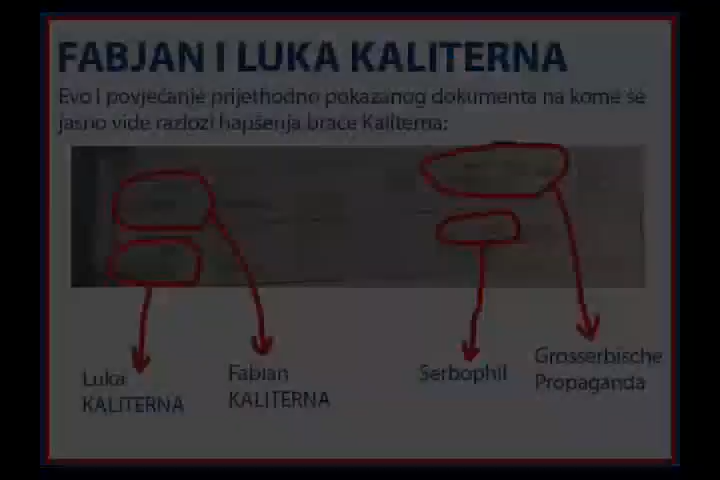 FABJAN I LUKA KALITERNA
Evo i povjećanje prijethodno pokazanog dokumenta na kome se
jasno vide razlozi hapšenja braće Kaliterna:
Luka
KALITERNA
Fabian
KALITERNA
Serbophil
Grosserbische
Propaganda